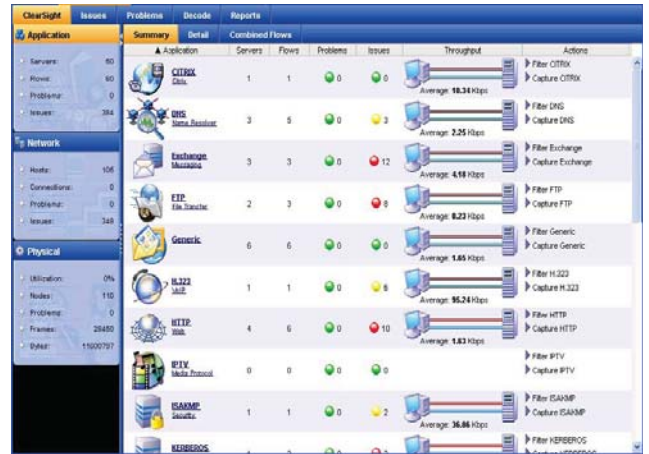 ClearSight Issues Problems Decode Reports
Application
Servers: 60
Flows: 60
Problems: 0
Issues: 384
Network
Hosts: 106
Connections: 0
Problems: 0
Issues: 348
Physical
Utilization: 0%
Nodes: 110
Problems: 0
Frames: 28450
Bytes: 11600797
Summary Detail Combined Flows
Application Servers Flows Problems Issues Throughput Actions
CITRIX
Citrix
1 1 0 0
Average: 10.34 Kbps
Filter CITRIX
Capture CITRIX
DNS
Name Resolver
3 5 0 3
Average: 2.25 Kbps
Filter DNS
Capture DNS
Exchange
Messaging
3 3 0 12
Average: 4.18 Kbps
Filter Exchange
Capture Exchange
FTP
File Transfer
2 3 0 8
Average: 0.23 Kbps
Filter FTP
Capture FTP
Generic
6 6 0 0
Average: 1.65 Kbps
Filter Generic
Capture Generic
H.323
VoIP
1 1 0 6
Average: 95.24 Kbps
Filter H.323
Capture H.323
HTTP
Web
4 6 0 10
Average: 1.83 Kbps
Filter HTTP
Capture HTTP
IPTV
Media Protocol
0 0 0 0
Filter IPTV
Capture IPTV
ISAKMP
Security
1 1 0 2
Average: 36.86 Kbps
Filter ISAKMP
Capture ISAKMP
KERBEROS
Filter KERBEROS
Capture KERBEROS